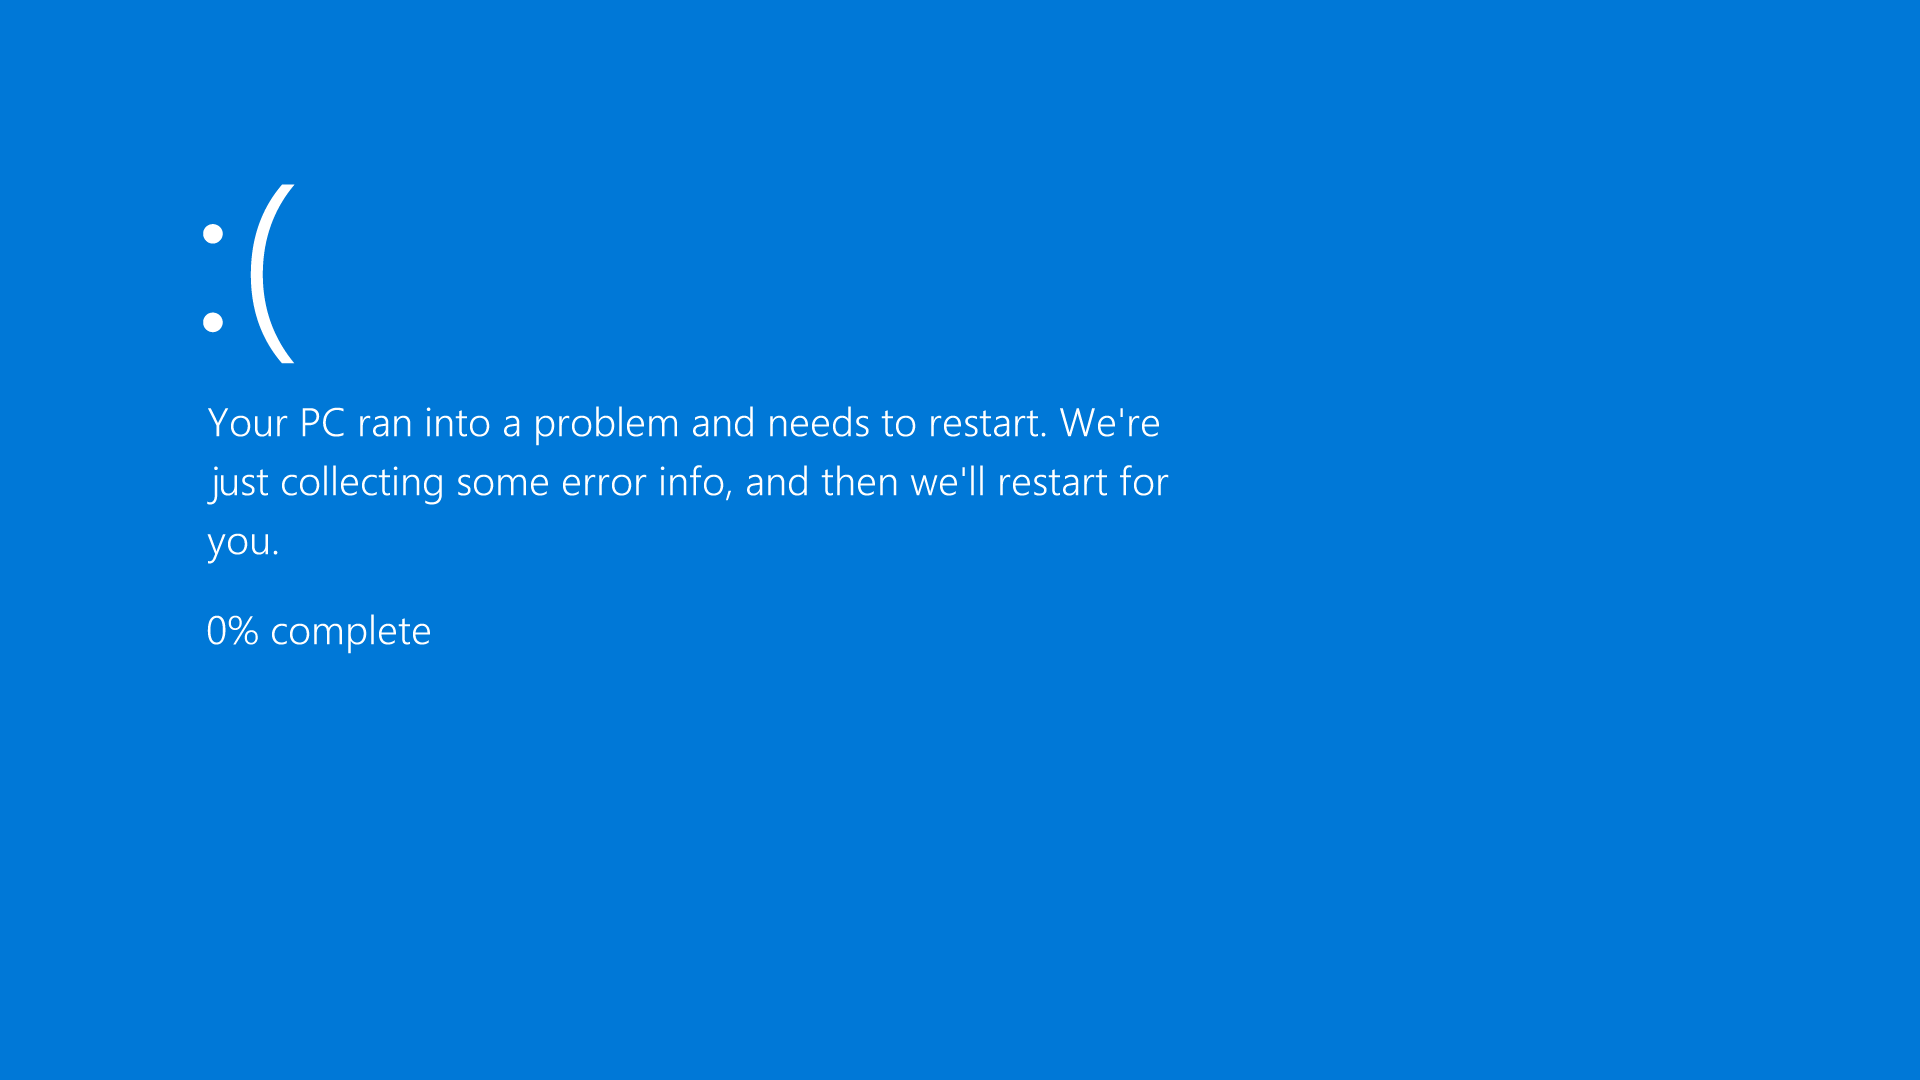 :(
Your PC ran into a problem and needs to restart. We're
just collecting some error info, and then we'll restart for
you.
0% complete